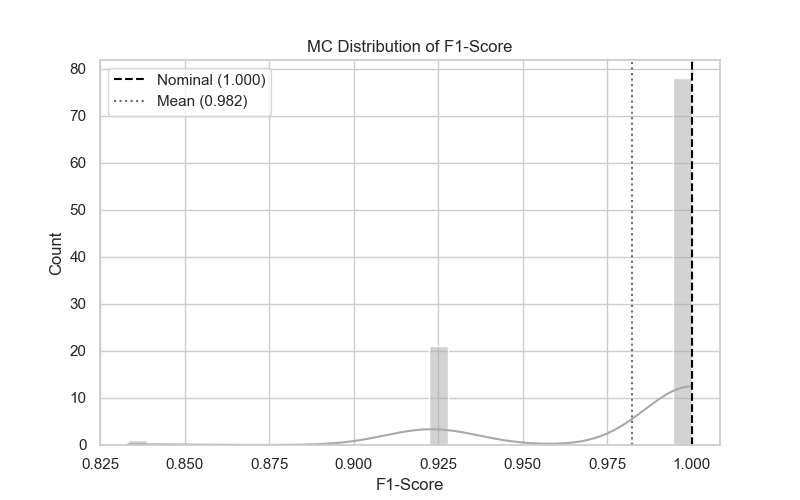 MC Distribution of F1-Score
Nominal (1.000)
Mean (0.982)
80
70
60
50
40
30
20
10
0
Count
0.825 0.850 0.875 0.900 0.925 0.950 0.975 1.000
F1-Score